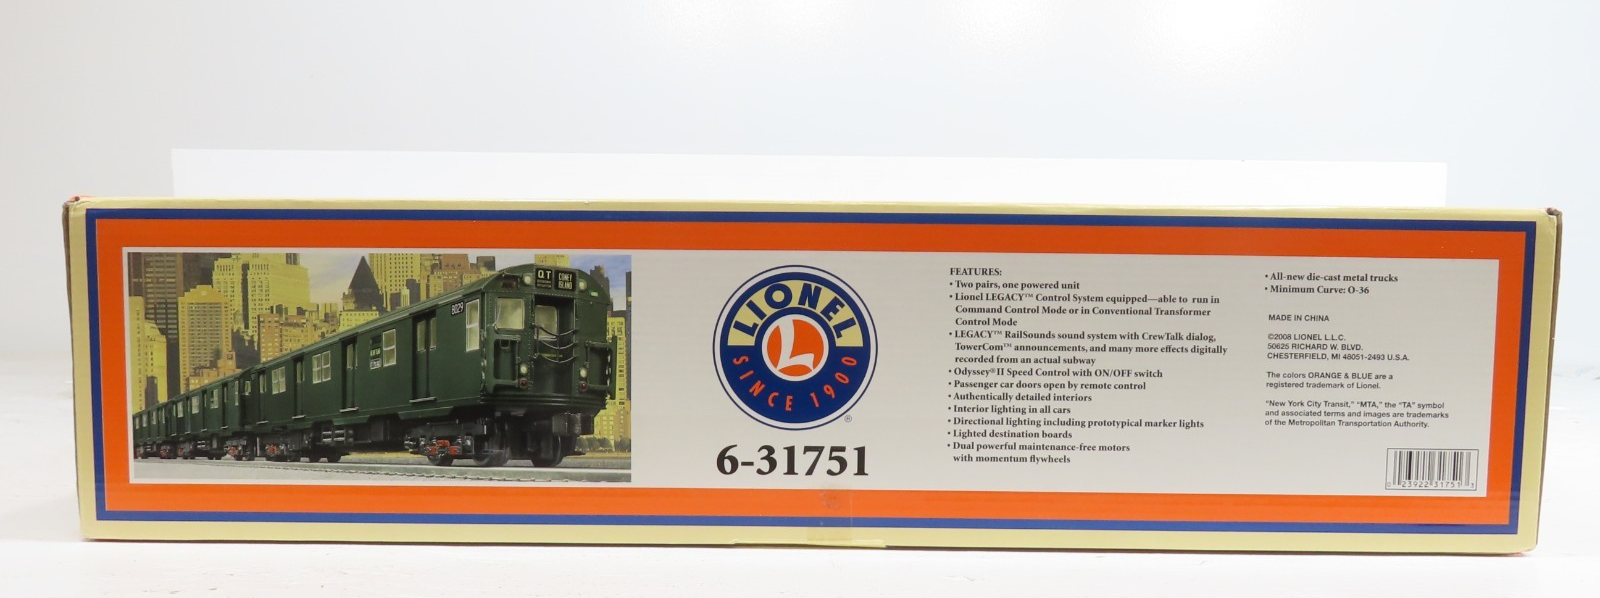 QT
CONEY
ISLAND
8029
LIONEL
SINCE 1900
®
6-31751
FEATURES:
• Two pairs, one powered unit
• Lionel LEGACY™ Control System equipped—able to run in
Command Control Mode or in Conventional Transformer
Control Mode
• LEGACY™ RailSounds sound system with CrewTalk dialog,
TowerCom™ announcements, and many more effects digitally
recorded from an actual subway
• Odyssey® II Speed Control with ON/OFF switch
• Passenger car doors open by remote control
• Authentically detailed interiors
• Interior lighting in all cars
• Directional lighting including prototypical marker lights
• Lighted destination boards
• Dual powerful maintenance-free motors
with momentum flywheels
• All-new die-cast metal trucks
• Minimum Curve: O-36
MADE IN CHINA
©2008 LIONEL L.L.C.
50625 RICHARD W. BLVD.
CHESTERFIELD, MI 48051-2493 U.S.A.
The colors ORANGE & BLUE are a
registered trademark of Lionel.
“New York City Transit,” “MTA,” the “TA” symbol
and associated terms and images are trademarks
of the Metropolitan Transportation Authority.
0 23922 31751 3